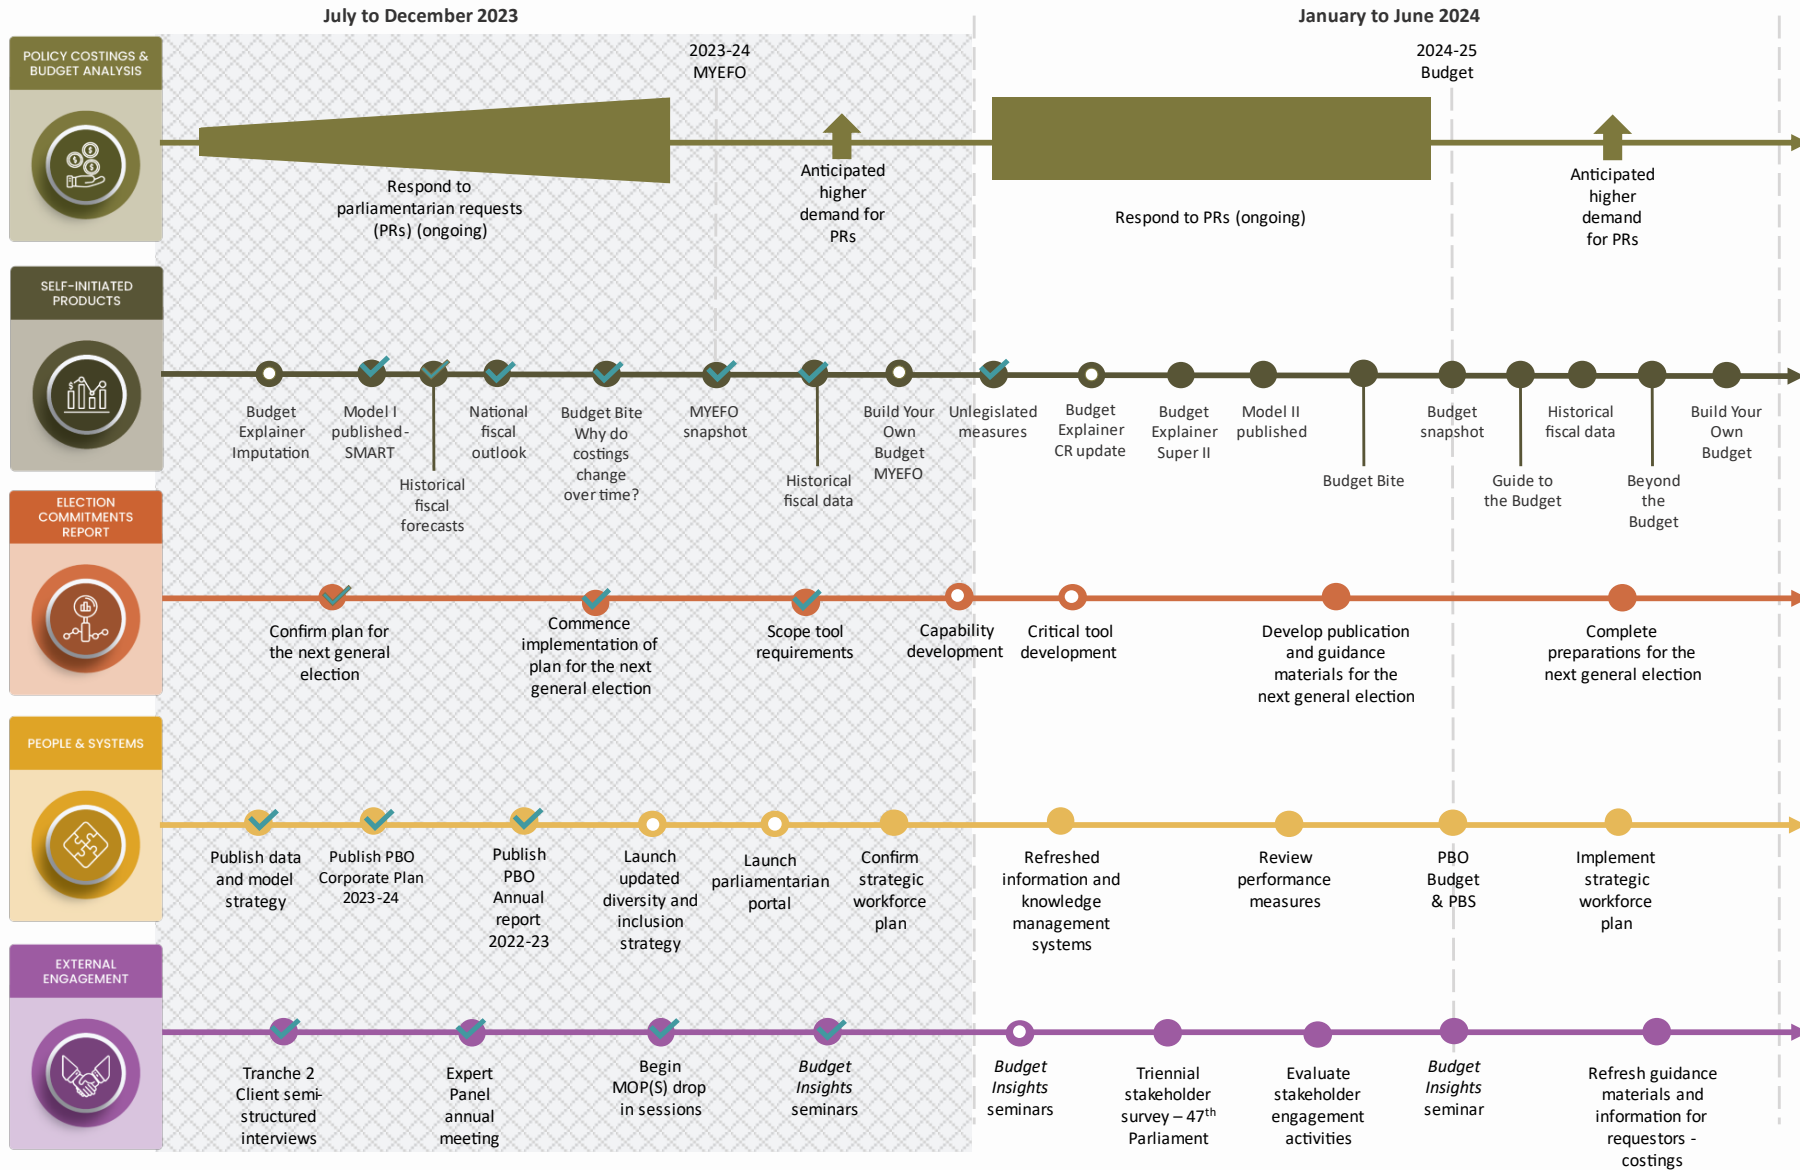 July to December 2023
January to June 2024
POLICY COSTINGS &
BUDGET ANALYSIS
2023-24
MYEFO
2024-25
Budget
Respond to
parliamentarian requests
(PRs) (ongoing)
Anticipated
higher
demand for
PRs
Respond to PRs (ongoing)
Anticipated
higher
demand
for PRs
SELF-INITIATED
PRODUCTS
Budget
Explainer
Imputation
Model I
published-
SMART
Historical
fiscal
forecasts
National
fiscal
outlook
Budget Bite
Why do
costings
change
over time?
MYEFO
snapshot
Historical
fiscal data
Build Your
Own
Budget
MYEFO
Unlegislated
measures
Budget
Explainer
CR update
Budget
Explainer
Super II
Model II
published
Budget Bite
Budget
snapshot
Guide to
the Budget
Historical
fiscal data
Beyond
the
Budget
Build Your
Own
Budget
ELECTION
COMMITMENTS
REPORT
Confirm plan for
the next general
election
Commence
implementation of
plan for the next
general election
Scope tool
requirements
Capability
development
Critical tool
development
Develop publication
and guidance
materials for the
next general election
Complete
preparations for the
next general election
PEOPLE & SYSTEMS
Publish data
and model
strategy
Publish PBO
Corporate Plan
2023-24
Publish
PBO
Annual
report
2022-23
Launch
updated
diversity and
inclusion
strategy
Launch
parliamentarian
portal
Confirm
strategic
workforce
plan
Refreshed
information and
knowledge
management
systems
Review
performance
measures
PBO
Budget
& PBS
Implement
strategic
workforce
plan
EXTERNAL
ENGAGEMENT
Tranche 2
Client semi-
structured
interviews
Expert
Panel
annual
meeting
Begin
MOP(S) drop
in sessions
Budget
Insights
seminars
Budget
Insights
seminars
Triennial
stakeholder
survey – 47th
Parliament
Evaluate
stakeholder
engagement
activities
Budget
Insights
seminar
Refresh guidance
materials and
information for
requestors -
costings